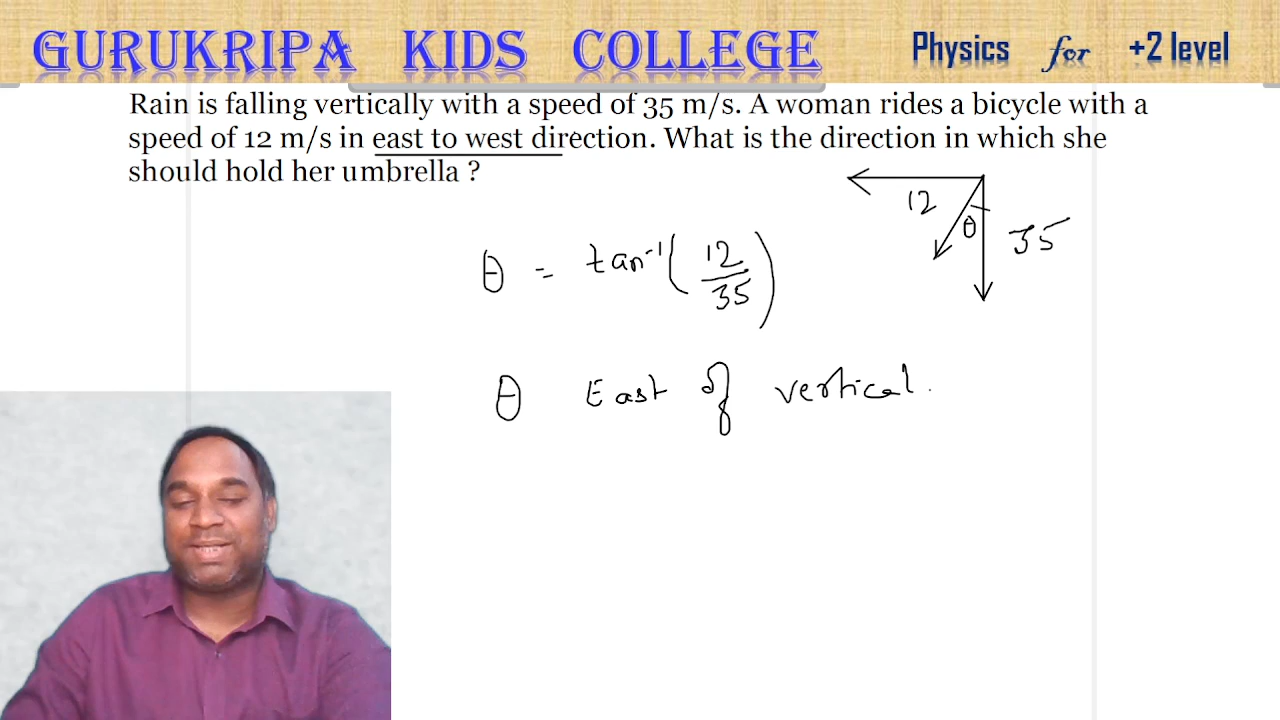 GURUKRIPA KIDS COLLEGE Physics for +2 level
Rain is falling vertically with a speed of 35 m/s. A woman rides a bicycle with a
speed of 12 m/s in east to west direction. What is the direction in which she
should hold her umbrella ?
12
θ
35
θ = tan⁻¹(12/35)
θ East of vertical.